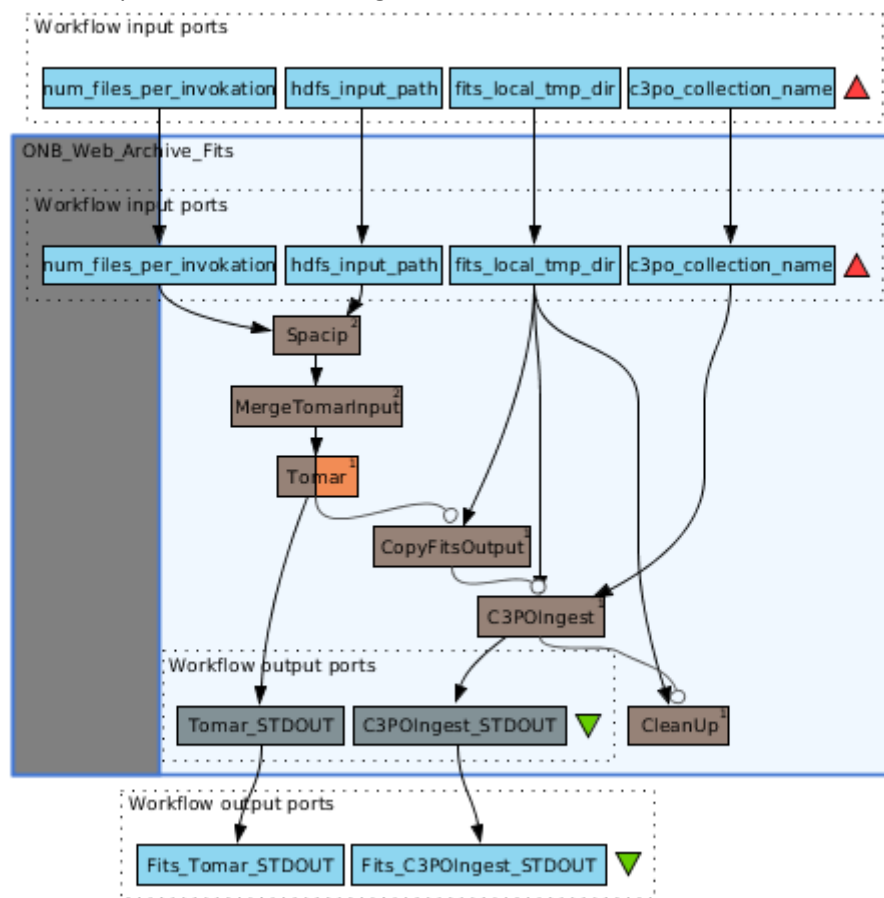 Workflow input ports
num_files_per_invokation hdfs_input_path fits_local_tmp_dir c3po_collection_name
ONB_Web_Archive_Fits
Workflow input ports
num_files_per_invokation hdfs_input_path fits_local_tmp_dir c3po_collection_name
Spacip 2
MergeTomarInput 2
Tomar 1
CopyFitsOutput 1
C3POIngest 1
Workflow output ports
Tomar_STDOUT C3POIngest_STDOUT CleanUp 1
Workflow output ports
Fits_Tomar_STDOUT Fits_C3POIngest_STDOUT